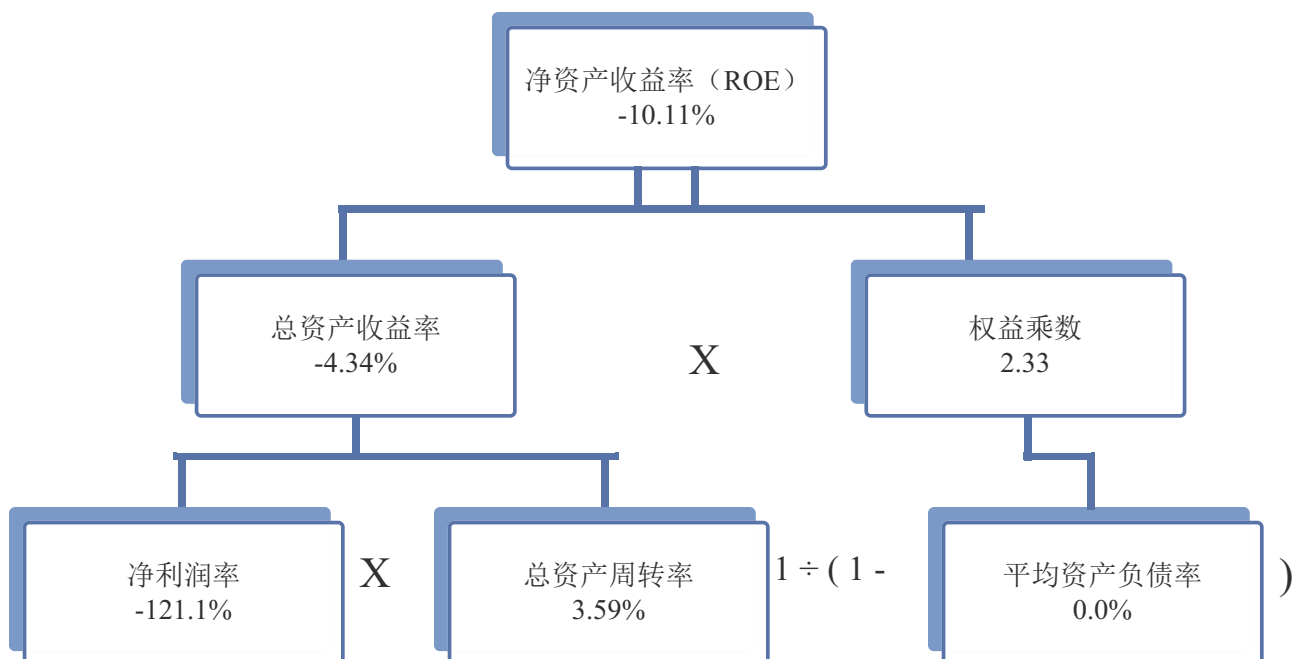 净资产收益率（ROE）
-10.11%
总资产收益率
-4.34%
X
权益乘数
2.33
净利润率
-121.1%
X
总资产周转率
3.59%
1 ÷ ( 1 -
平均资产负债率
0.0%
)